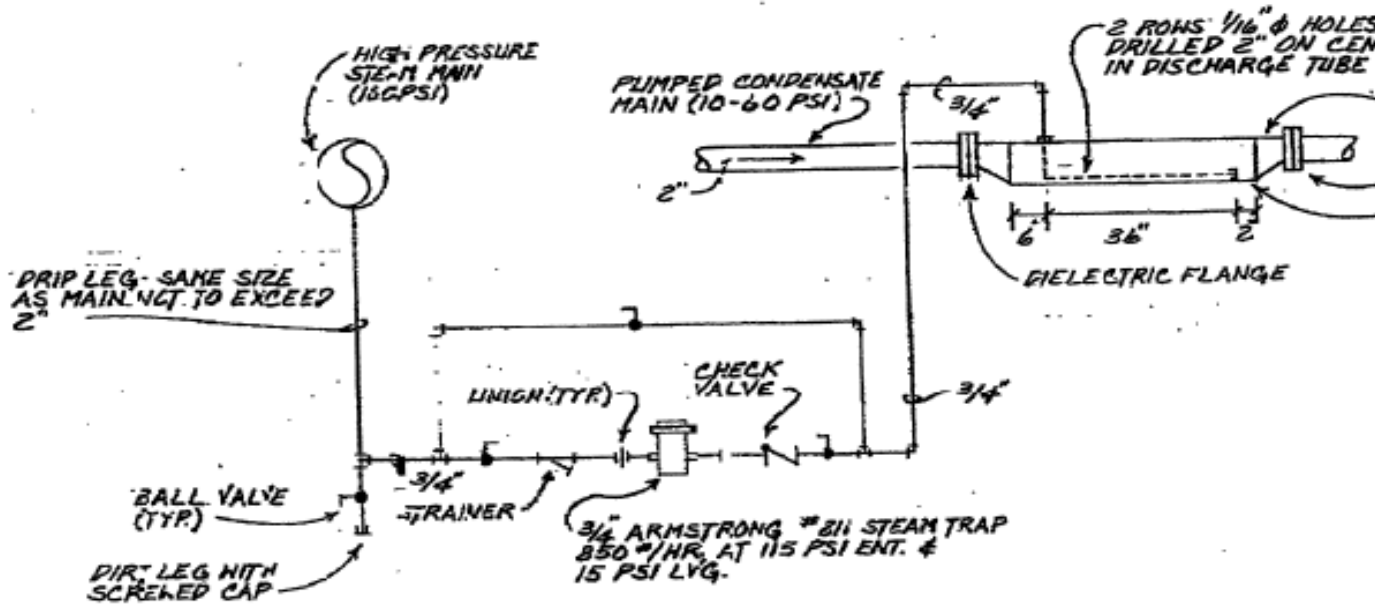 HIGH PRESSURE
STEAM MAIN
PUMPED CONDENSATE
MAIN (10-60 PSI)
2 ROWS 1/16" ϕ HOLES
DRILLED 2" ON CEN
IN DISCHARGE TUBE
3/4"
2"
6"
36"
2"
DIELECTRIC FLANGE
DRIP LEG - SAME SIZE
AS MAIN NOT TO EXCEED
2"
UNION (TYP.)
CHECK
VALVE
3/4"
3/4"
STRAINER
BALL VALVE
(TYP.)
3/4" ARMSTRONG #211 STEAM TRAP
850 #/HR. AT 115 PSI ENT. &
15 PSI LVG.
DIRT LEG WITH
SCREWED CAP